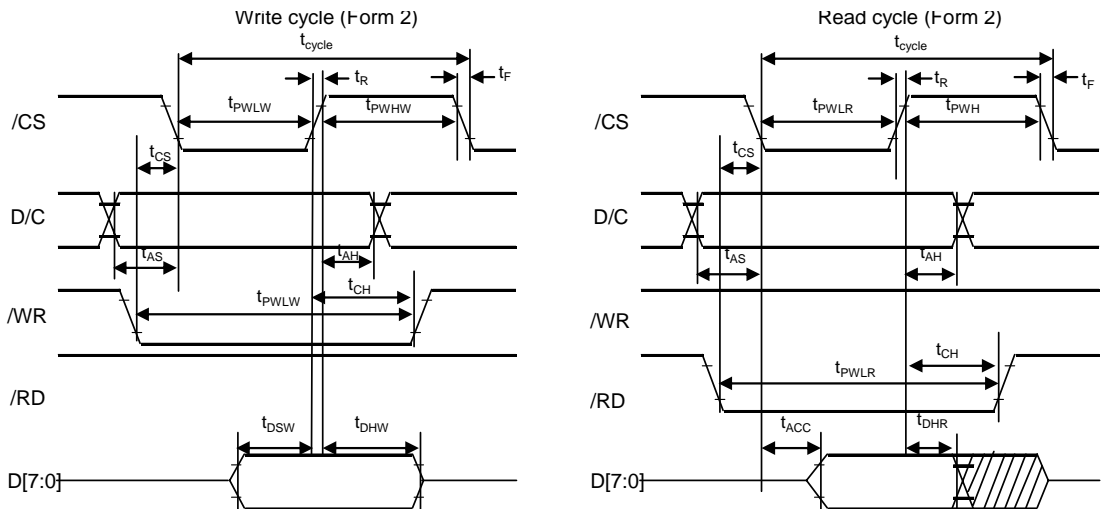 Write cycle (Form 2)
tcycle
tR
tF
/CS
tPWLW
tPWHW
tCS
D/C
tAS
tAH
/WR
tPWLW
tCH
/RD
tDSW
tDHW
D[7:0]
Read cycle (Form 2)
tcycle
tR
tF
/CS
tPWLR
tPWH
tCS
D/C
tAS
tAH
/WR
tCH
tPWLR
/RD
tACC
tDHR
D[7:0]